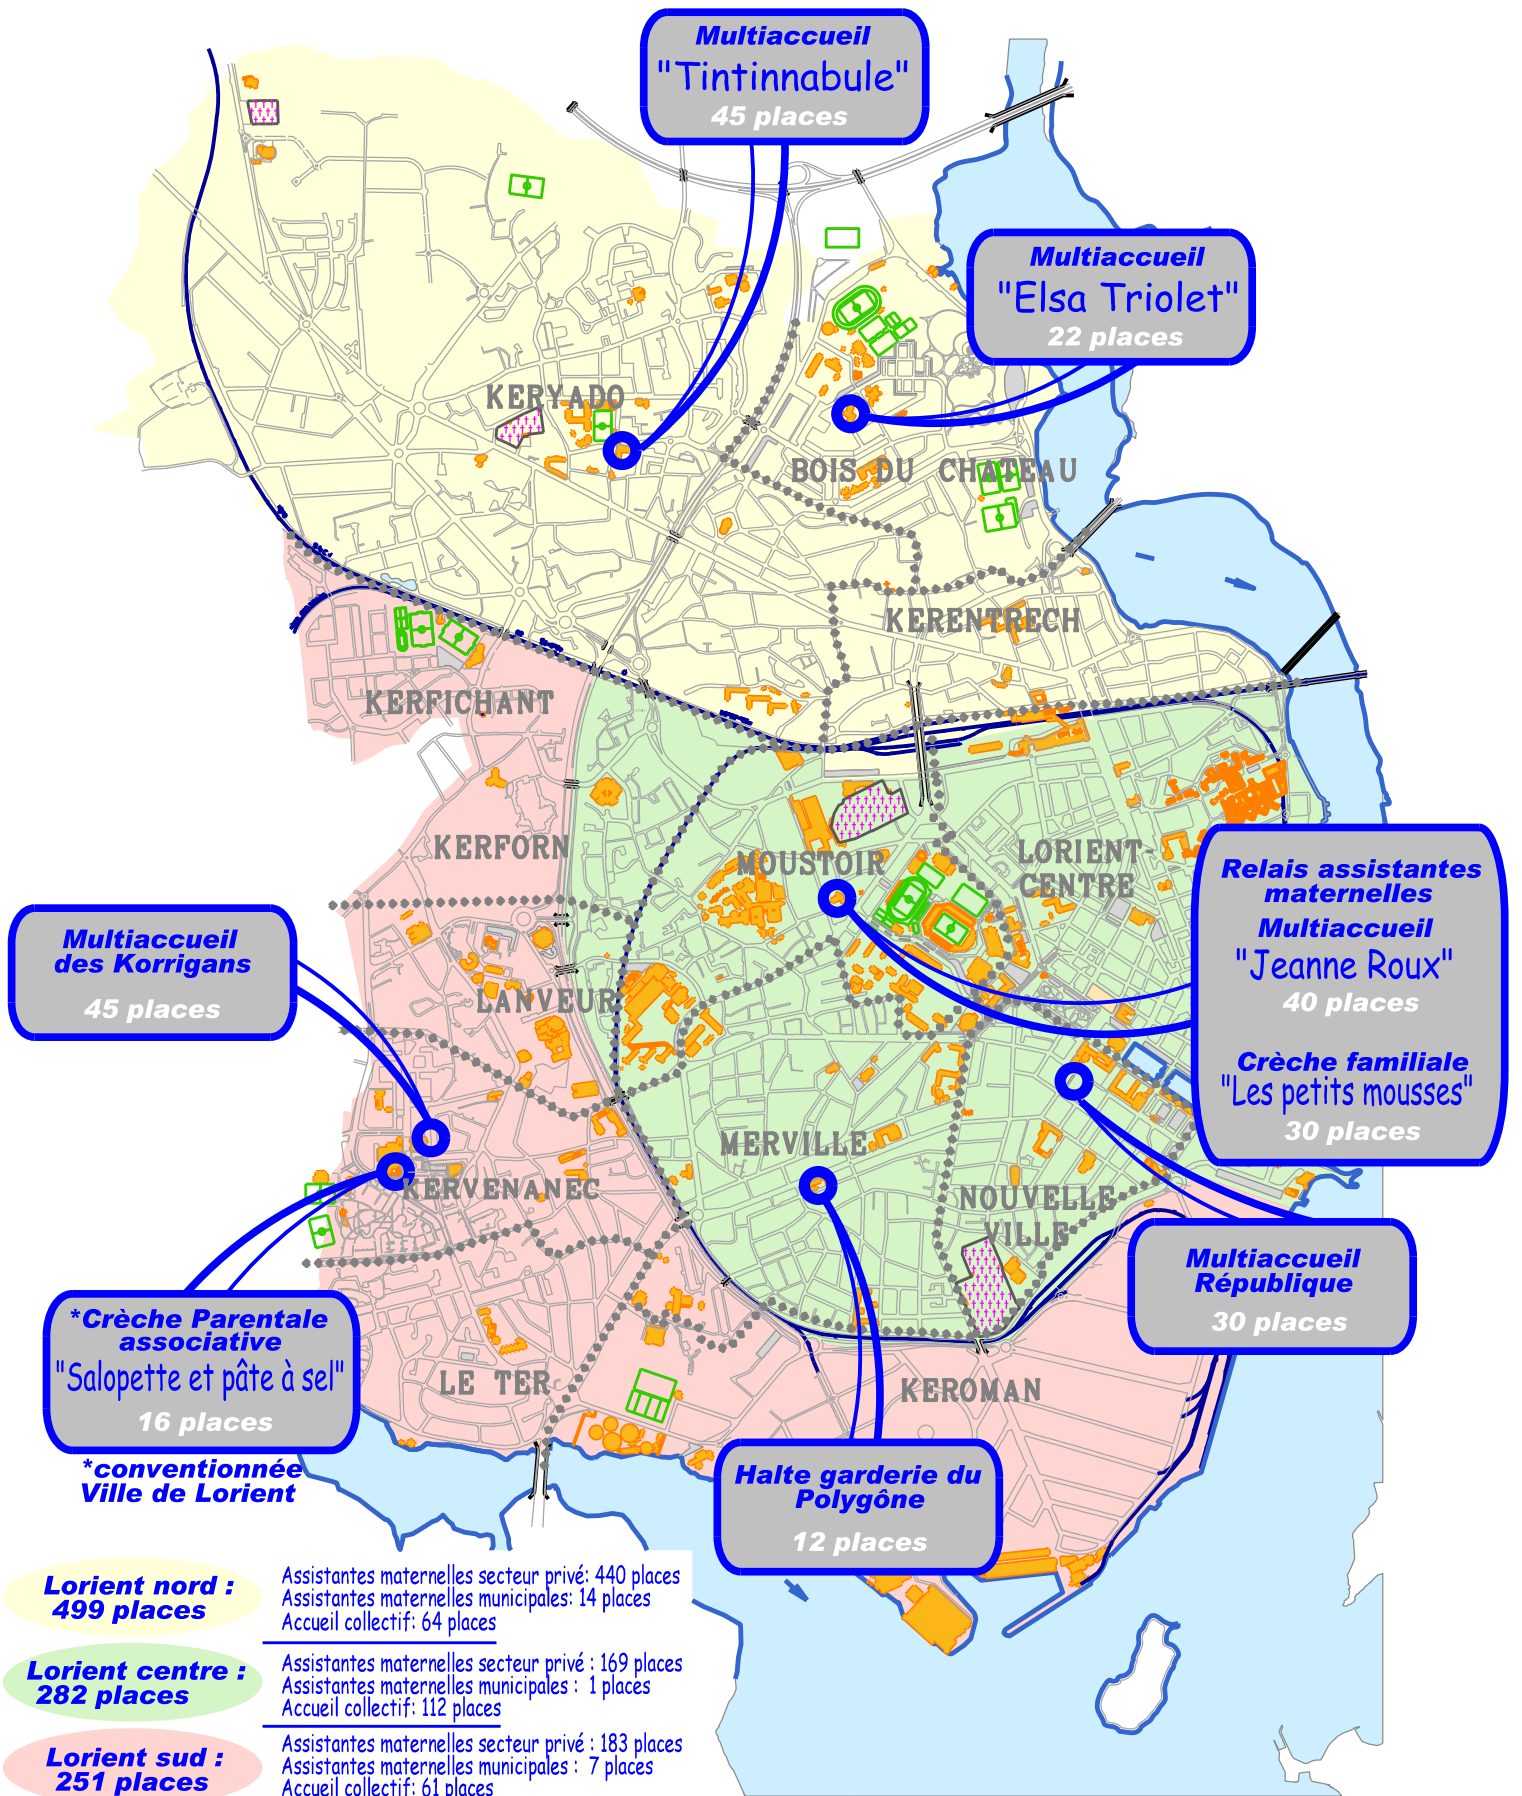 Multiaccueil
"Tintinnabule"
45 places
Multiaccueil
"Elsa Triolet"
22 places
KERYADO
BOIS DU CHATEAU
KERENTRECH
KERFICHANT
KERFORN
MOUSTOIR
LORIENT-
CENTRE
Relais assistantes
maternelles
Multiaccueil
"Jeanne Roux"
40 places
Crèche familiale
"Les petits mousses"
30 places
Multiaccueil
des Korrigans
45 places
LANVEUR
MERVILLE
KERVENANEC
NOUVELLE
VILLE
Multiaccueil
République
30 places
*Crèche Parentale
associative
"Salopette et pâte à sel"
16 places
*conventionnée
Ville de Lorient
LE TER
KEROMAN
Halte garderie du
Polygône
12 places
Lorient nord :
499 places
Assistantes maternelles secteur privé: 440 places
Assistantes maternelles municipales: 14 places
Accueil collectif: 64 places
Lorient centre :
282 places
Assistantes maternelles secteur privé : 169 places
Assistantes maternelles municipales : 1 places
Accueil collectif: 112 places
Lorient sud :
251 places
Assistantes maternelles secteur privé : 183 places
Assistantes maternelles municipales : 7 places
Accueil collectif: 61 places